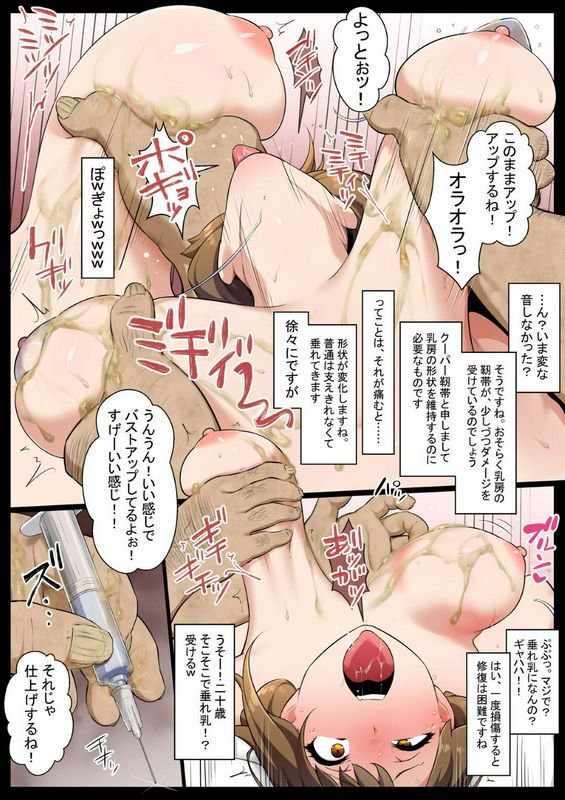 よっとぉッ！
このままアップ！
アップするね！
オラオラっ！
ミヂッ
ミヂッ
ポギョッ
ぽwぎょwっwww
…ん？いま変な
音しなかった？
そうですね。おそらく乳房の
靭帯が、少しづつダメージを
受けているのでしょう
クーパー靭帯と申しまして
乳房の形状を維持するのに
必要なものです
ってことは、それが痛むと……
形状が変化しますね。
普通は支えきれなくて
垂れてきます
徐々にですが
ミヂヂィ…
うんうん！いい感じで
バストアップしてるよぉ！
すげーいい感じ！！
ギチギチッ
うそー！二十歳
そこそこで垂れ乳！？
受けるw
ぷぷっ。マジで？
垂れ乳になんの？
ギャハハ！！
はい、一度損傷すると
修復は困難ですね
ズッ…
それじゃ
仕上げするね！